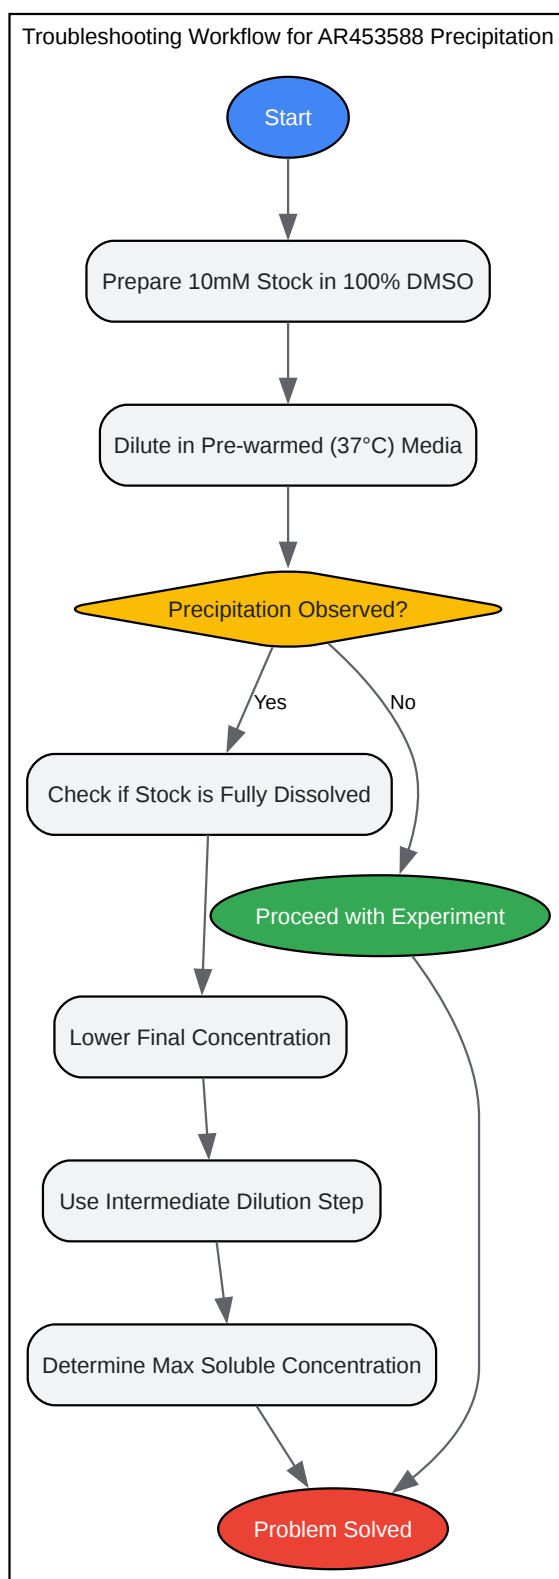 Troubleshooting Workflow for AR453588 Precipitation
Start
Prepare 10mM Stock in 100% DMSO
Dilute in Pre-warmed (37°C) Media
Precipitation Observed?
Yes
No
Check if Stock is Fully Dissolved
Proceed with Experiment
Lower Final Concentration
Use Intermediate Dilution Step
Determine Max Soluble Concentration
Problem Solved